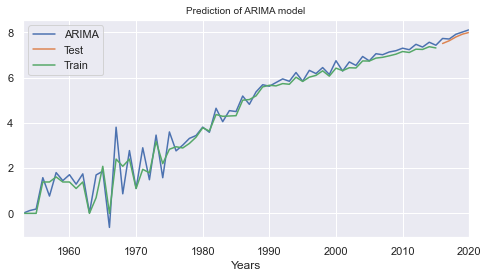 Prediction of ARIMA model
ARIMA
Test
Train
8
6
4
2
0
1960 1970 1980 1990 2000 2010 2020
Years